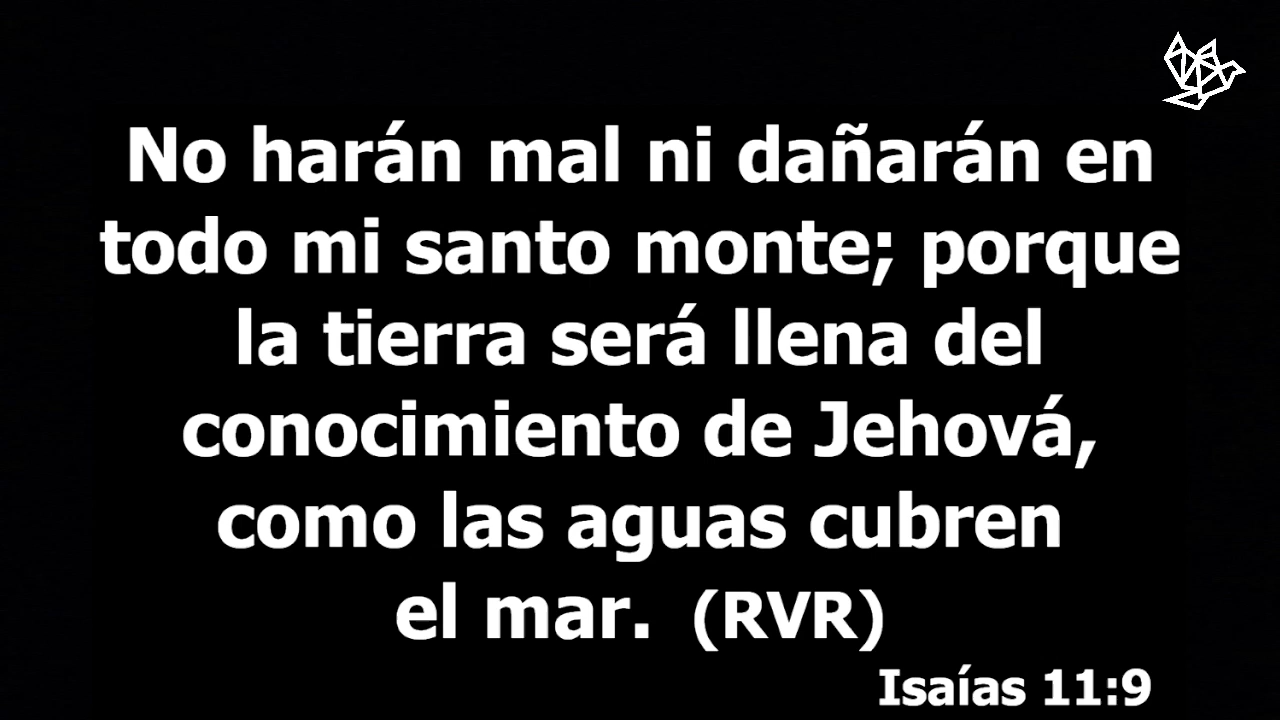 No harán mal ni dañarán en
todo mi santo monte; porque
la tierra será llena del
conocimiento de Jehová,
como las aguas cubren
el mar. (RVR)
Isaías 11:9